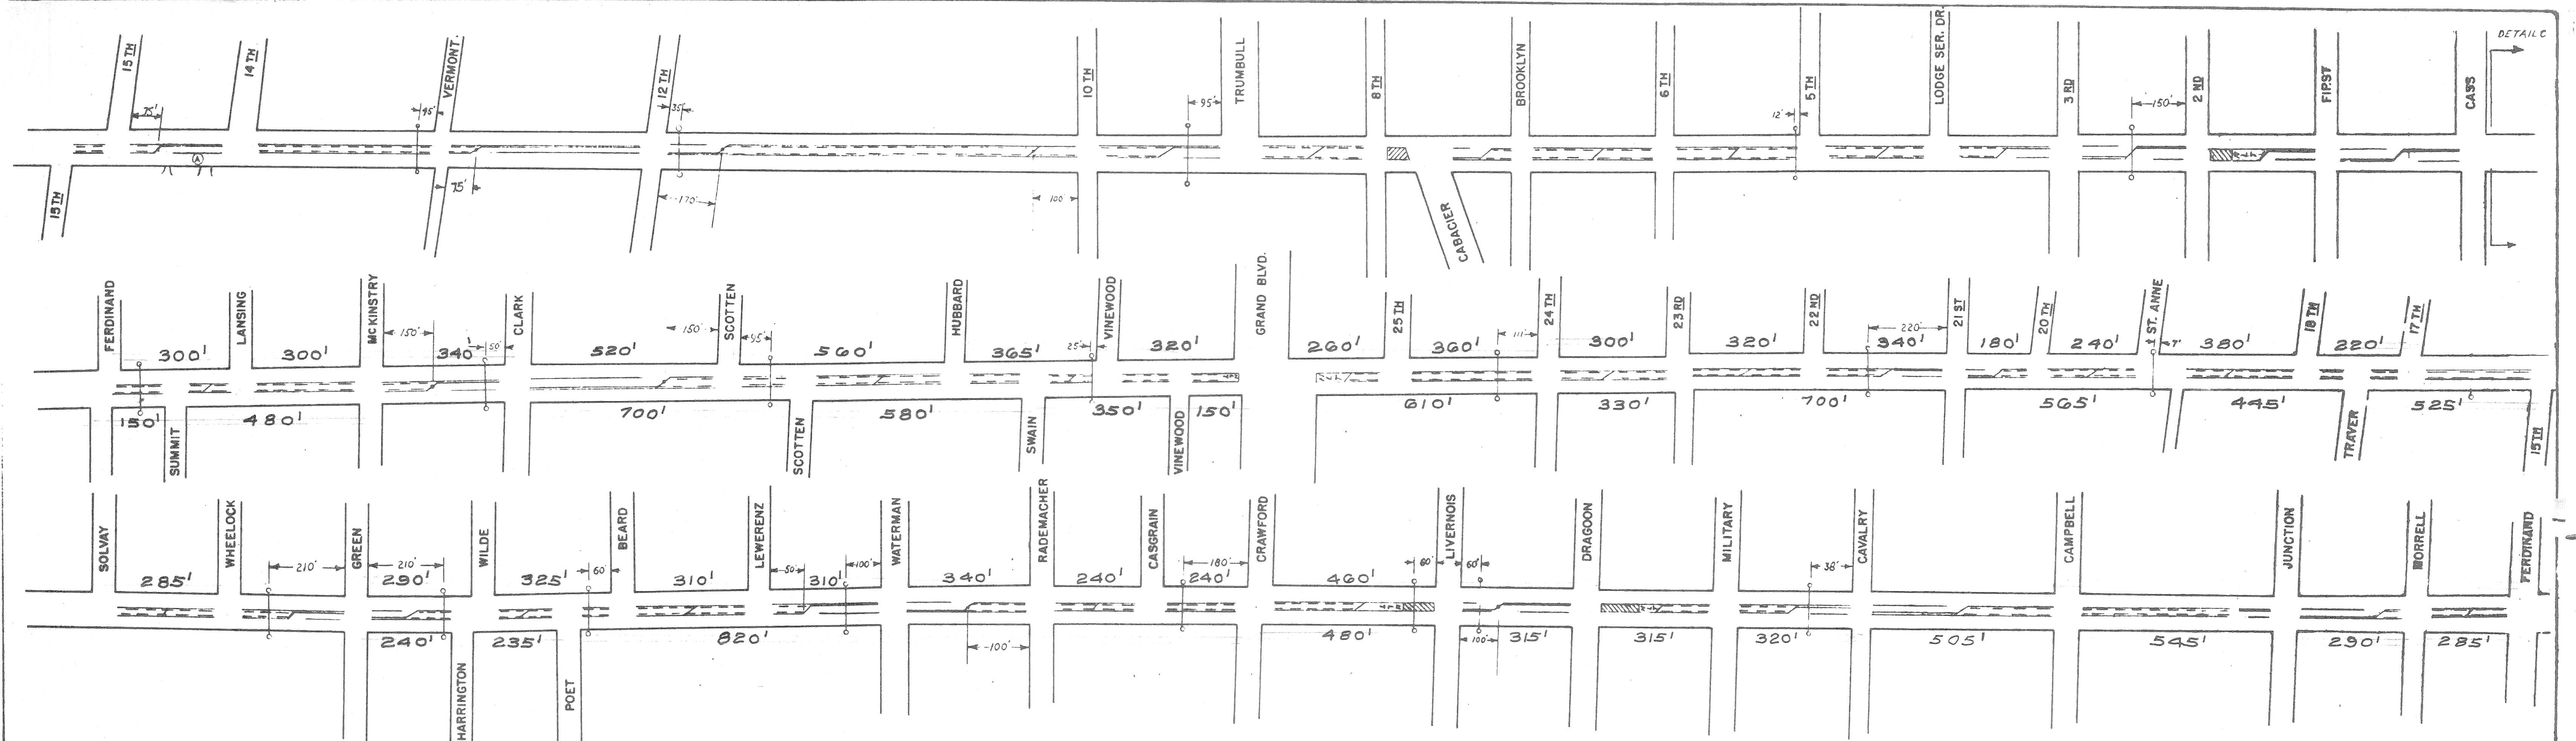 15TH
14TH
VERMONT.
12TH
10TH
TRUMBULL
8TH
BROOKLYN
6TH
5TH
LODGE SER. DR.
3RD
2ND
FIRST
CASS
DETAIL C
75'
95'
35'
95'
12'
150'
A
15TH
75'
170'
100
CABACIER
FERDINAND
LANSING
MCKINSTRY
CLARK
SCOTTEN
HUBBARD
VINEWOOD
GRAND BLVD.
25TH
24TH
23RD
22ND
21ST
20TH
ST. ANNE
18TH
17TH
150'
50'
150'
95'
25'
111'
220'
7'
300'
300'
340'
520'
560'
365'
320'
260'
360'
300'
320'
340'
180'
240'
380'
220'
150'
480'
700'
580'
350'
150'
610'
330'
700'
565'
445'
525'
SUMMIT
SCOTTEN
SWAIN
VINEWOOD
TRAVER
15TH
SOLVAY
WHEELOCK
GREEN
WILDE
BEARD
LEWERENZ
WATERMAN
RADEMACHER
CASGRAIN
CRAWFORD
LIVERNOIS
DRAGOON
MILITARY
CAVALRY
CAMPBELL
JUNCTION
MORRELL
FERDINAND
210'
210'
60'
50'
100'
180'
60'
60'
38'
285'
290'
325'
310'
310'
340'
240'
240'
460'
240'
235'
820'
100'
480'
100'
315'
315'
320'
505'
545'
290'
285'
HARRINGTON
POET